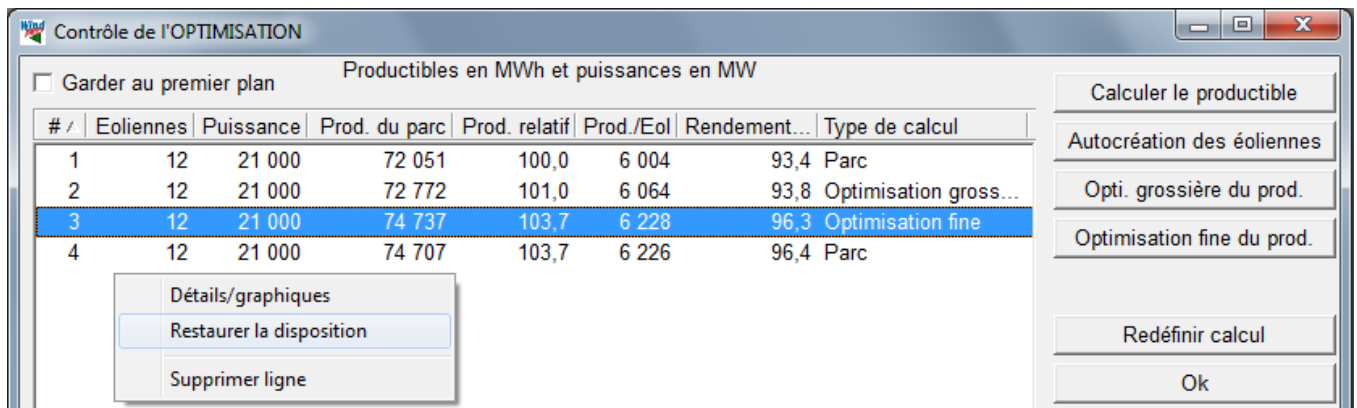 Wind
Contrôle de l'OPTIMISATION
Garder au premier plan
Productibles en MWh et puissances en MW
# Eoliennes Puissance Prod. du parc Prod. relatif Prod./Eol Rendement... Type de calcul
1 12 21 000 72 051 100,0 6 004 93,4 Parc
2 12 21 000 72 772 101,0 6 064 93,8 Optimisation gross...
3 12 21 000 74 737 103,7 6 228 96,3 Optimisation fine
4 12 21 000 74 707 103,7 6 226 96,4 Parc
Détails/graphiques
Restaurer la disposition
Supprimer ligne
Calculer le productible
Autocréation des éoliennes
Opti. grossière du prod.
Optimisation fine du prod.
Redéfinir calcul
Ok